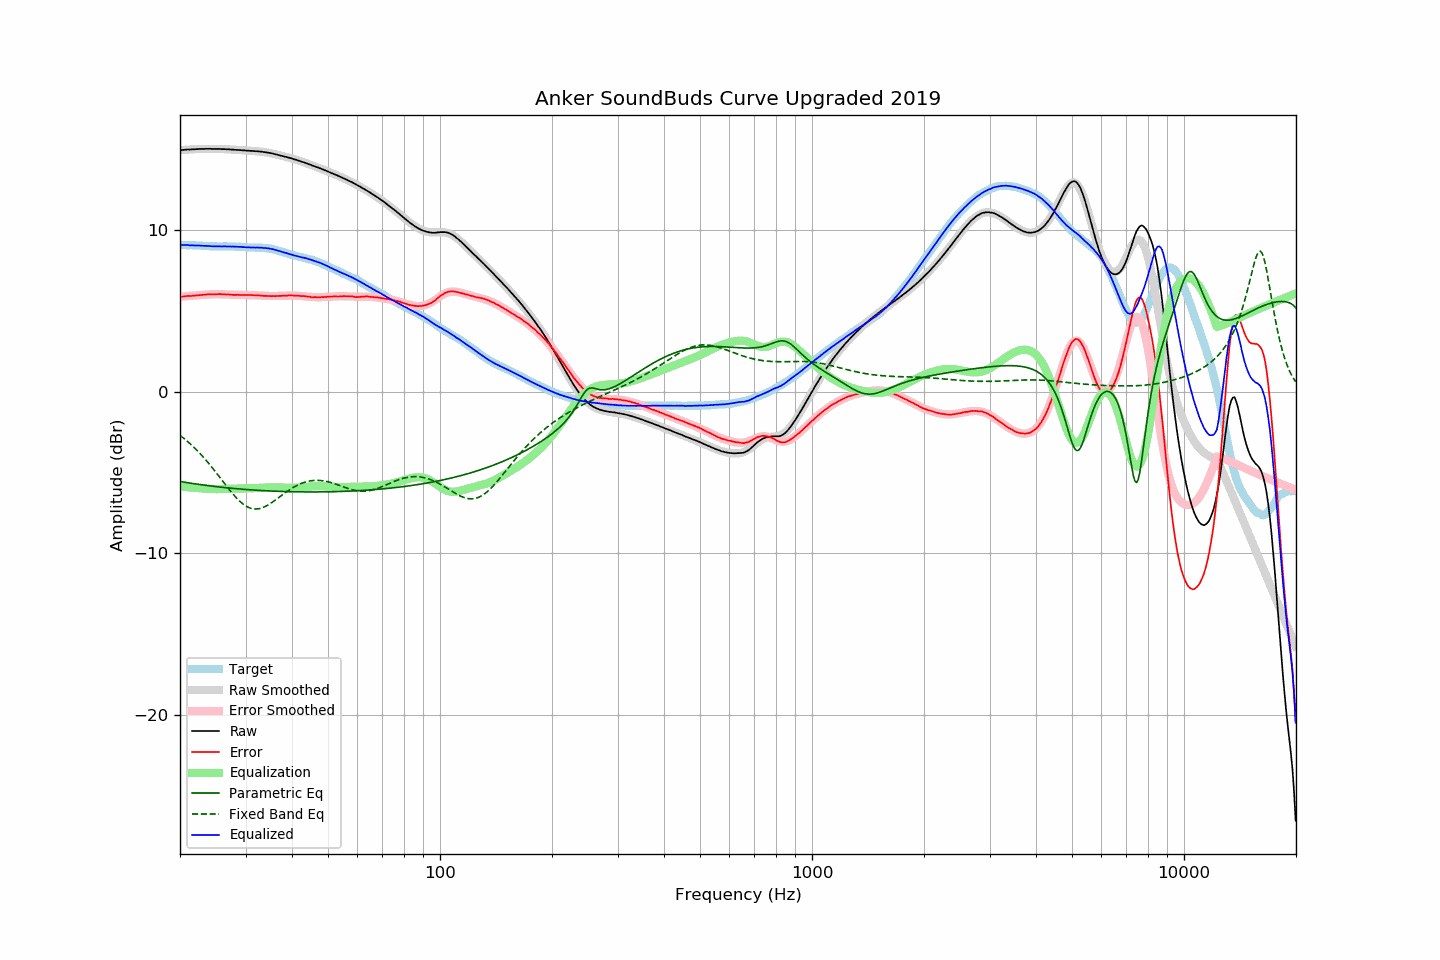 Anker SoundBuds Curve Upgraded 2019
10
0
−10
−20
Amplitude (dBr)
Target
Raw Smoothed
Error Smoothed
Raw
Error
Equalization
Parametric Eq
Fixed Band Eq
Equalized
100
1000
10000
Frequency (Hz)